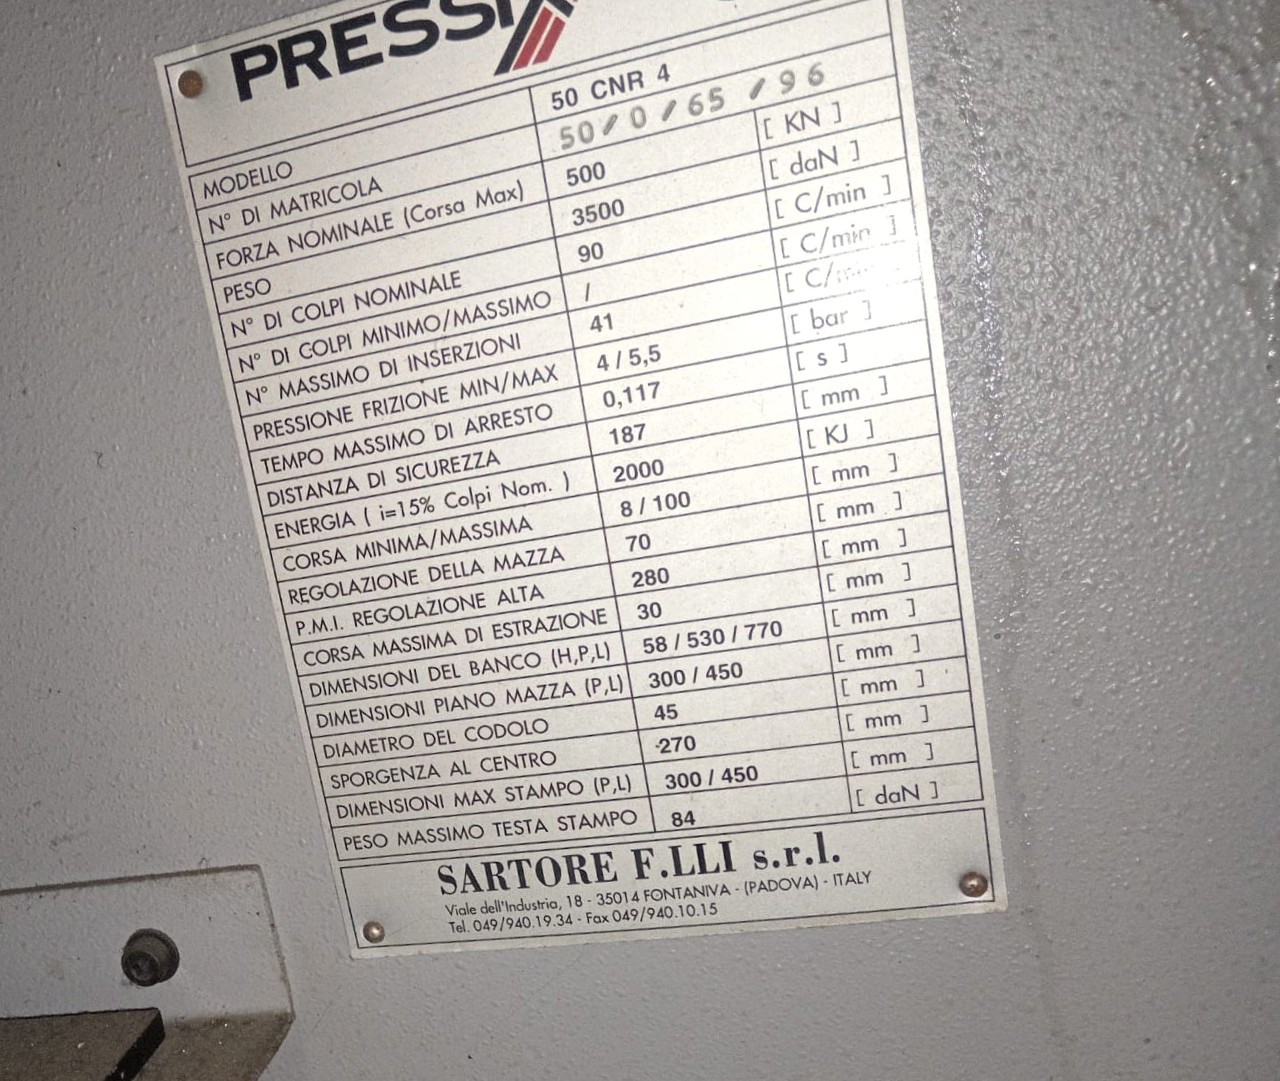 PRESSIX
MODELLO 50 CNR 4
N° DI MATRICOLA 50/0/65/96
FORZA NOMINALE (Corsa Max) 500 [ KN ]
PESO 3500 [ daN ]
N° DI COLPI NOMINALE 90 [ C/min ]
N° DI COLPI MINIMO/MASSIMO / [ C/min ]
N° MASSIMO DI INSERZIONI 41 [ C/
PRESSIONE FRIZIONE MIN/MAX 4 / 5,5 [ bar ]
TEMPO MASSIMO DI ARRESTO 0,117 [ s ]
DISTANZA DI SICUREZZA 187 [ mm ]
ENERGIA ( i=15% Colpi Nom. ) 2000 [ KJ ]
CORSA MINIMA/MASSIMA 8 / 100 [ mm ]
REGOLAZIONE DELLA MAZZA 70 [ mm ]
P.M.I. REGOLAZIONE ALTA 280 [ mm ]
CORSA MASSIMA DI ESTRAZIONE 30 [ mm ]
DIMENSIONI DEL BANCO (H,P,L) 58 / 530 / 770 [ mm ]
DIMENSIONI PIANO MAZZA (P,L) 300 / 450 [ mm ]
DIAMETRO DEL CODOLO 45 [ mm ]
SPORGENZA AL CENTRO 270 [ mm ]
DIMENSIONI MAX STAMPO (P,L) 300 / 450 [ mm ]
PESO MASSIMO TESTA STAMPO 84 [ daN ]
SARTORE F.LLI s.r.l.
Viale dell'Industria, 18 - 35014 FONTANIVA - (PADOVA) - ITALY
Tel. 049/940.19.34 - Fax 049/940.10.15